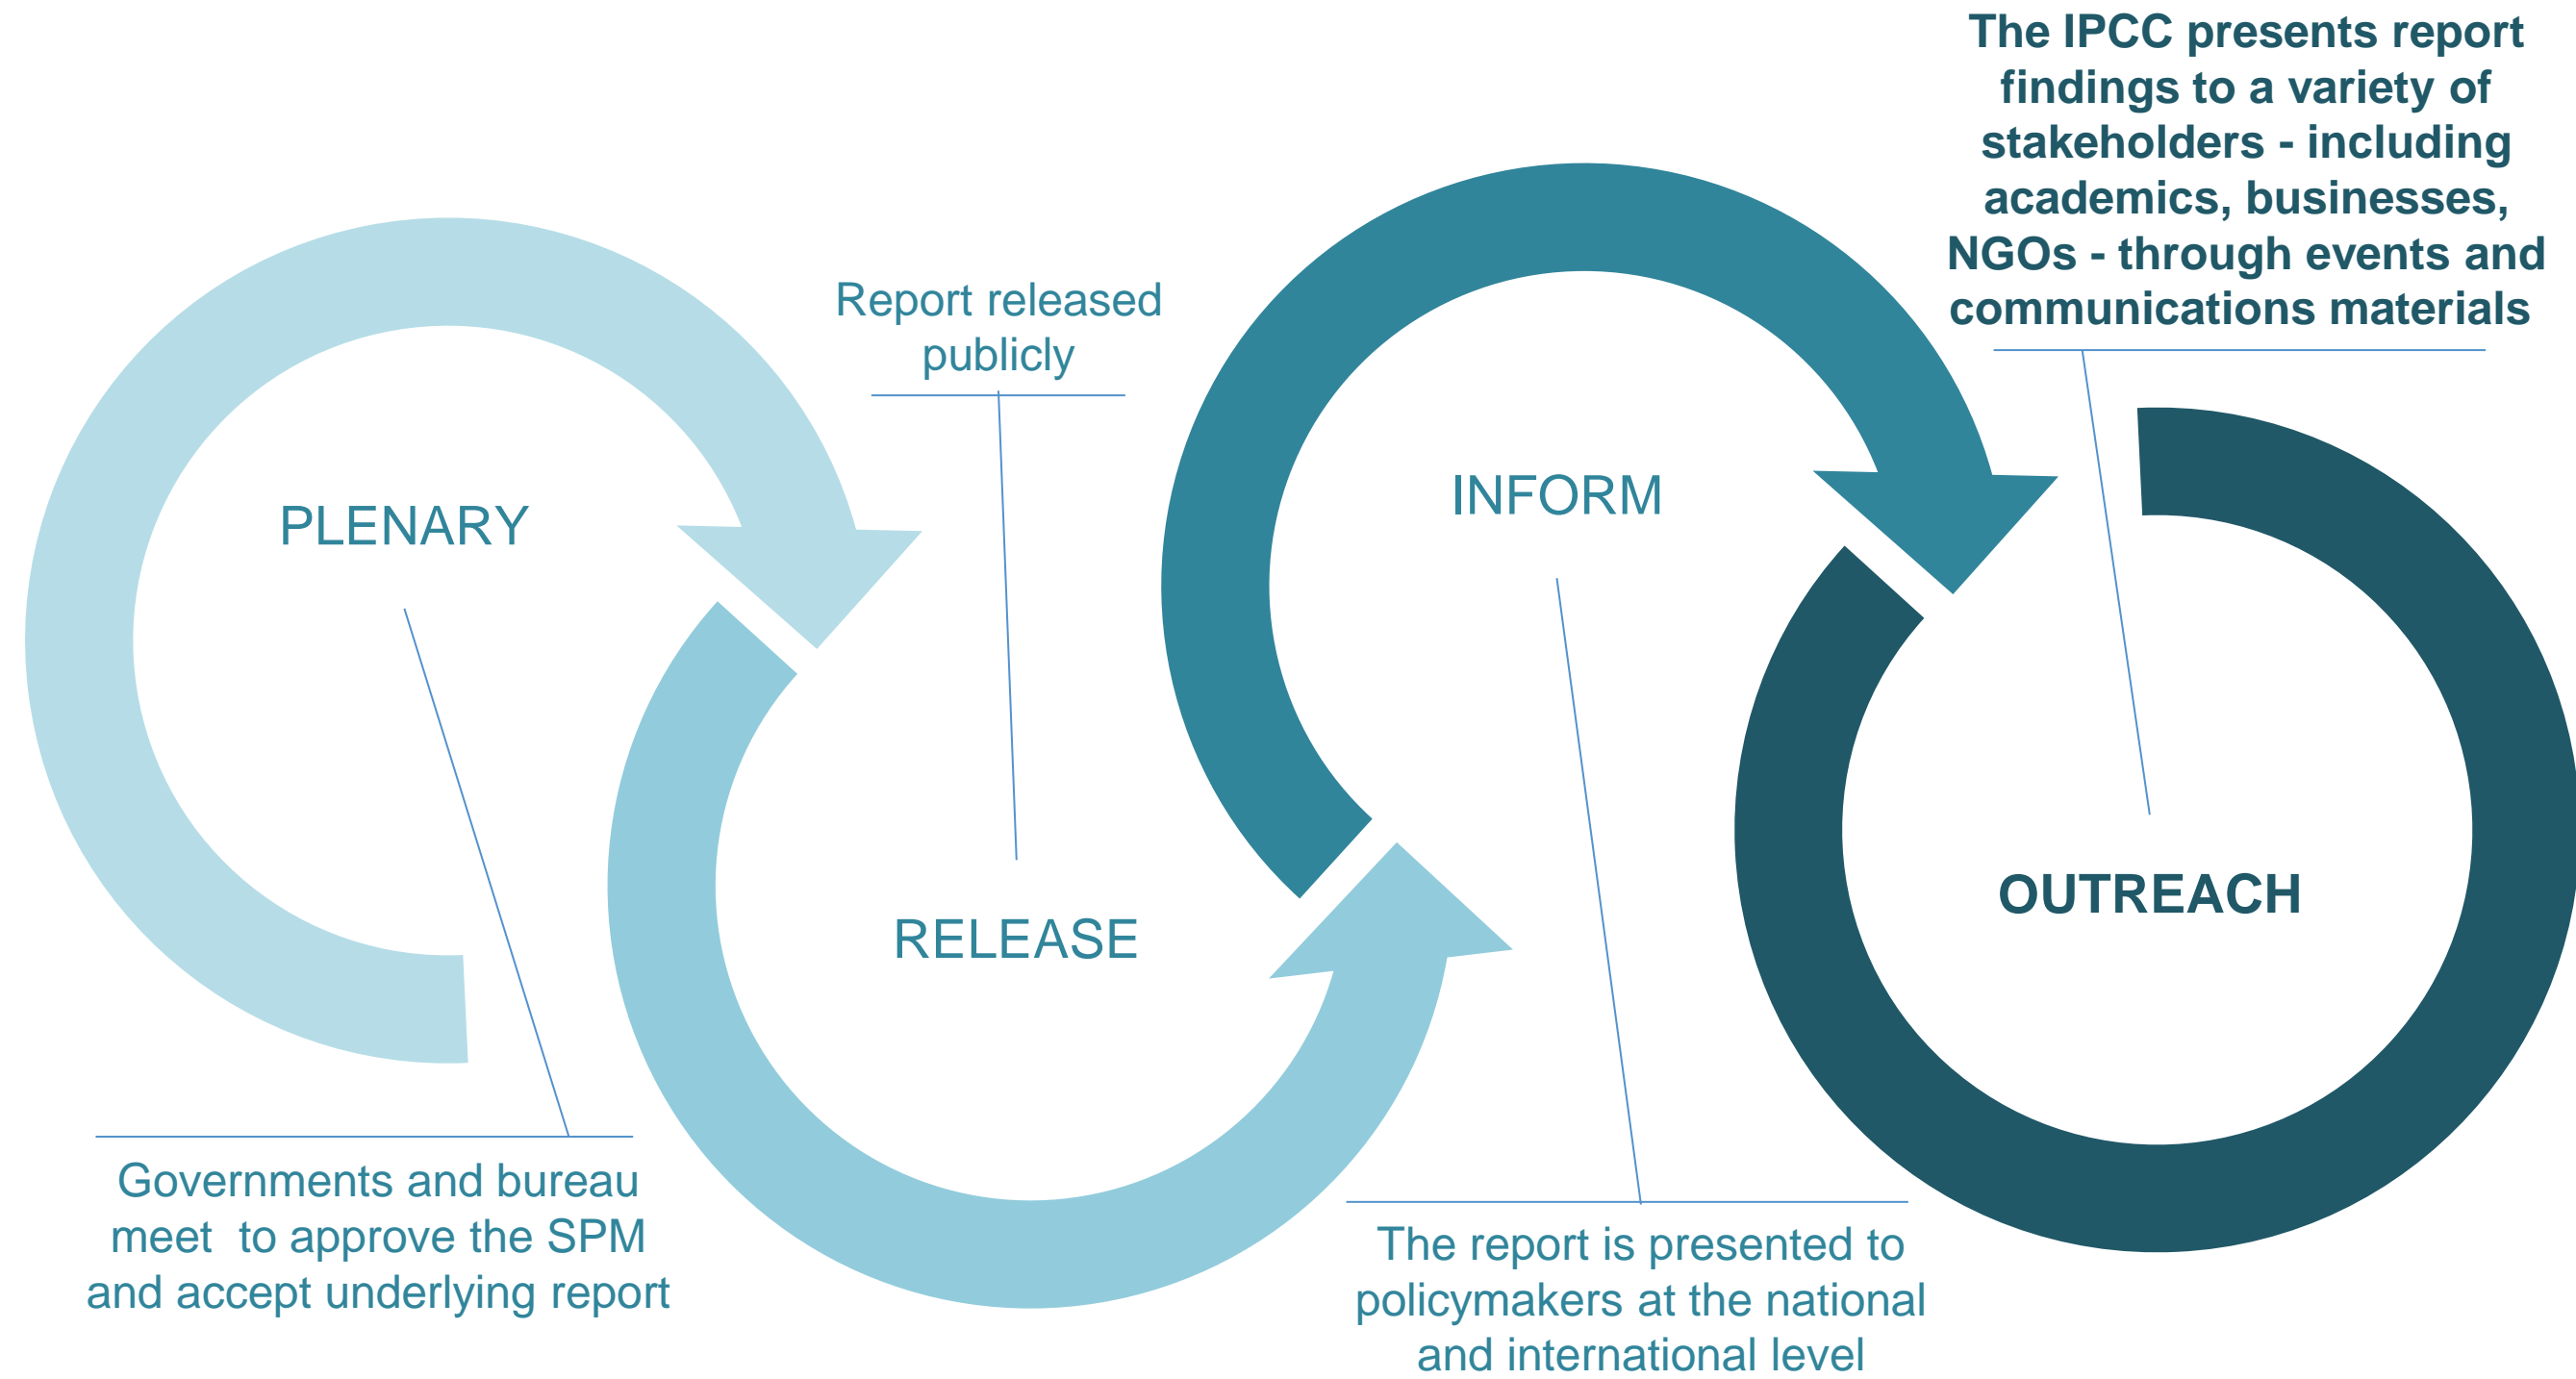 PLENARY
Governments and bureau
meet  to approve the SPM
and accept underlying report
Report released
publicly
RELEASE
INFORM
The report is presented to
policymakers at the national
and international level
The IPCC presents report
findings to a variety of
stakeholders - including
academics, businesses,
NGOs - through events and
communications materials
OUTREACH